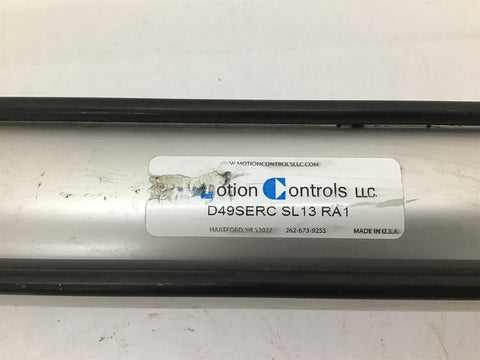 WWW.MOTIONCONTROLSLLC.COM
Motion Controls LLC.
D49SERC SL13 RA1
HARTFORD, WI 53027 262-673-9255 MADE IN U.S.A.